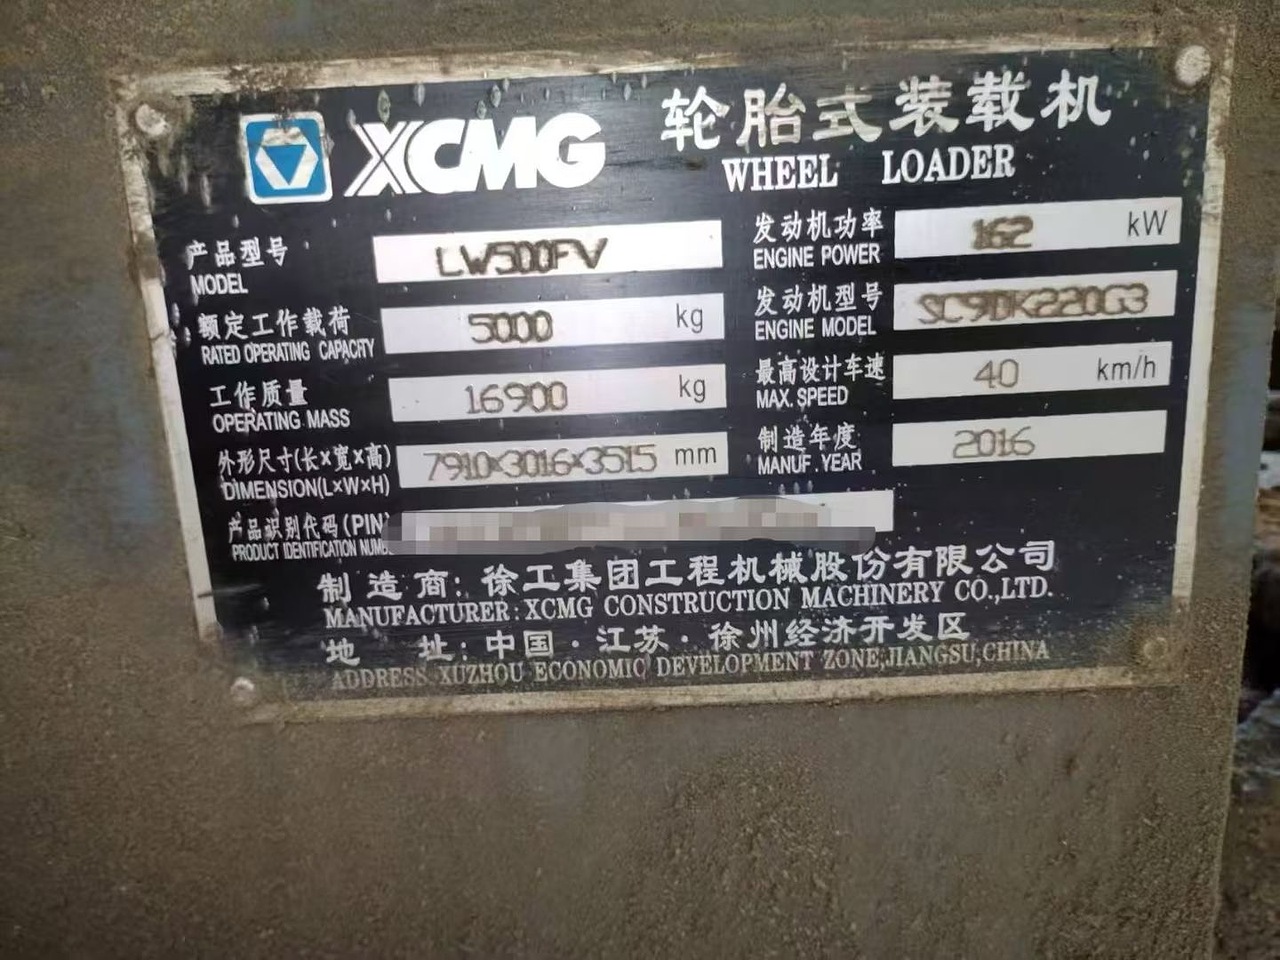 XCMG 轮胎式装载机
WHEEL LOADER
产品型号 LW500FV 发动机功率 162 kW
MODEL ENGINE POWER
额定工作载荷 5000 kg 发动机型号 SC9DK220G3
RATED OPERATING CAPACITY ENGINE MODEL
工作质量 16900 kg 最高设计车速 40 km/h
OPERATING MASS MAX. SPEED
外形尺寸(长×宽×高) 7910×3016×3515 mm 制造年度 2016
DIMENSION(L×W×H) MANUF. YEAR
产品识别代码(PIN)
PRODUCT IDENTIFICATION
制造商: 徐工集团工程机械股份有限公司
MANUFACTURER: XCMG CONSTRUCTION MACHINERY CO.,LTD.
地 址: 中国·江苏·徐州经济开发区
ADDRESS XUZHOU ECONOMIC DEVELOPMENT ZONE,JIANGSU,CHINA